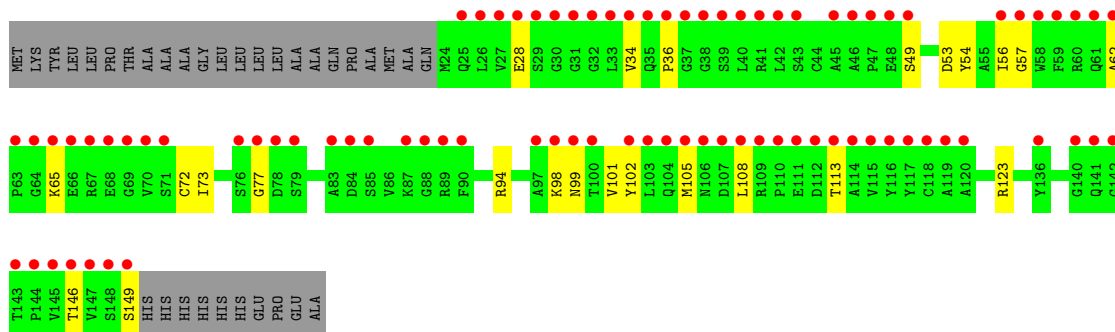 MET LYS TYR LEU LEU PRO THR ALA ALA ALA GLY LEU LEU LEU LEU ALA ALA GLN PRO ALA MET ALA GLN M24 Q25 L26 V27 E28 S29 G30 G31 G32 L33 V34 Q35 P36 G37 G38 S39 L40 R41 L42 S43 C44 A45 A46 P47 E48 S49 D53 Y54 A55 I56 G57 W58 F59 R60 Q61 A62
P63 G64 K65 E66 R67 E68 G69 V70 S71 C72 I73 S76 G77 D78 S79 A83 D84 S85 V86 K87 G88 R89 F90 R94 A97 K98 N99 T100 V101 Y102 L103 Q104 M105 N106 D107 L108 R109 P110 E111 D112 T113 A114 V115 Y116 Y117 C118 A119 A120 R123 Y136 G140 Q141 G142
T143 P144 V145 T146 V147 S148 S149 HIS HIS HIS HIS HIS HIS GLU PRO GLU ALA